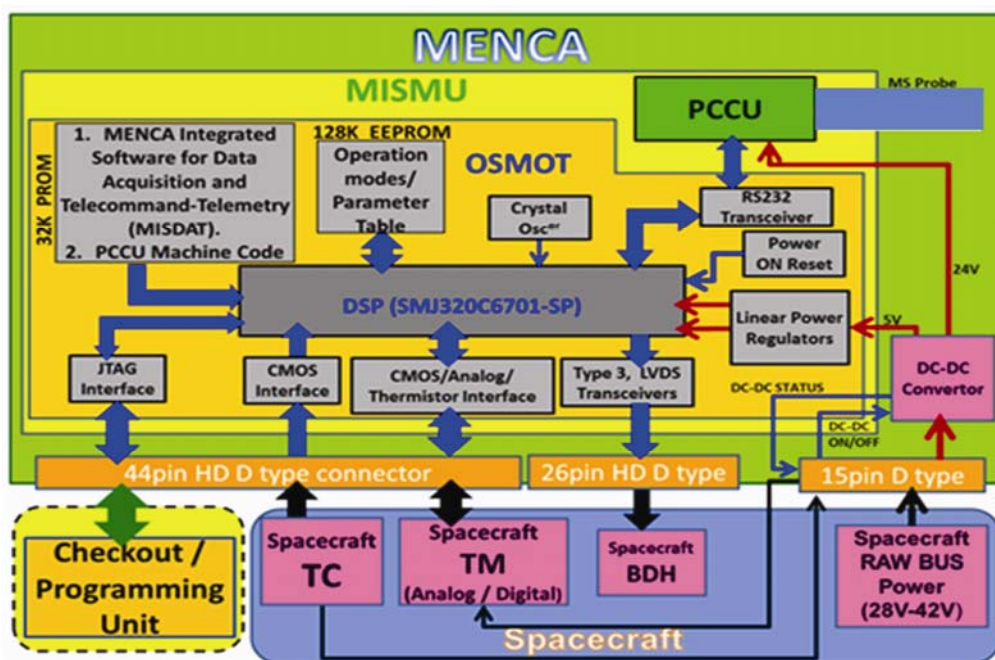 MENCA
MISMU
PCCU
MS Probe
32K PROM
1. MENCA Integrated
Software for Data
Acquisition and
Telecommand-Telemetry
(MISDAT).
2. PCCU Machine Code
128K EEPROM
Operation
modes/
Parameter
Table
OSMOT
Crystal
Osc^er
RS232
Transceiver
Power
ON Reset
24V
DSP (SMJ320C6701-SP)
Linear Power
Regulators
5V
DC-DC
Convertor
JTAG
Interface
CMOS
Interface
CMOS/Analog/
Thermistor Interface
Type 3, LVDS
Transceivers
DC-DC STATUS
DC-DC
ON/OFF
44pin HD D type connector
26pin HD D type
15pin D type
Checkout /
Programming
Unit
Spacecraft
TC
Spacecraft
TM
(Analog / Digital)
Spacecraft
BDH
Spacecraft
RAW BUS
Power
(28V-42V)
Spacecraft